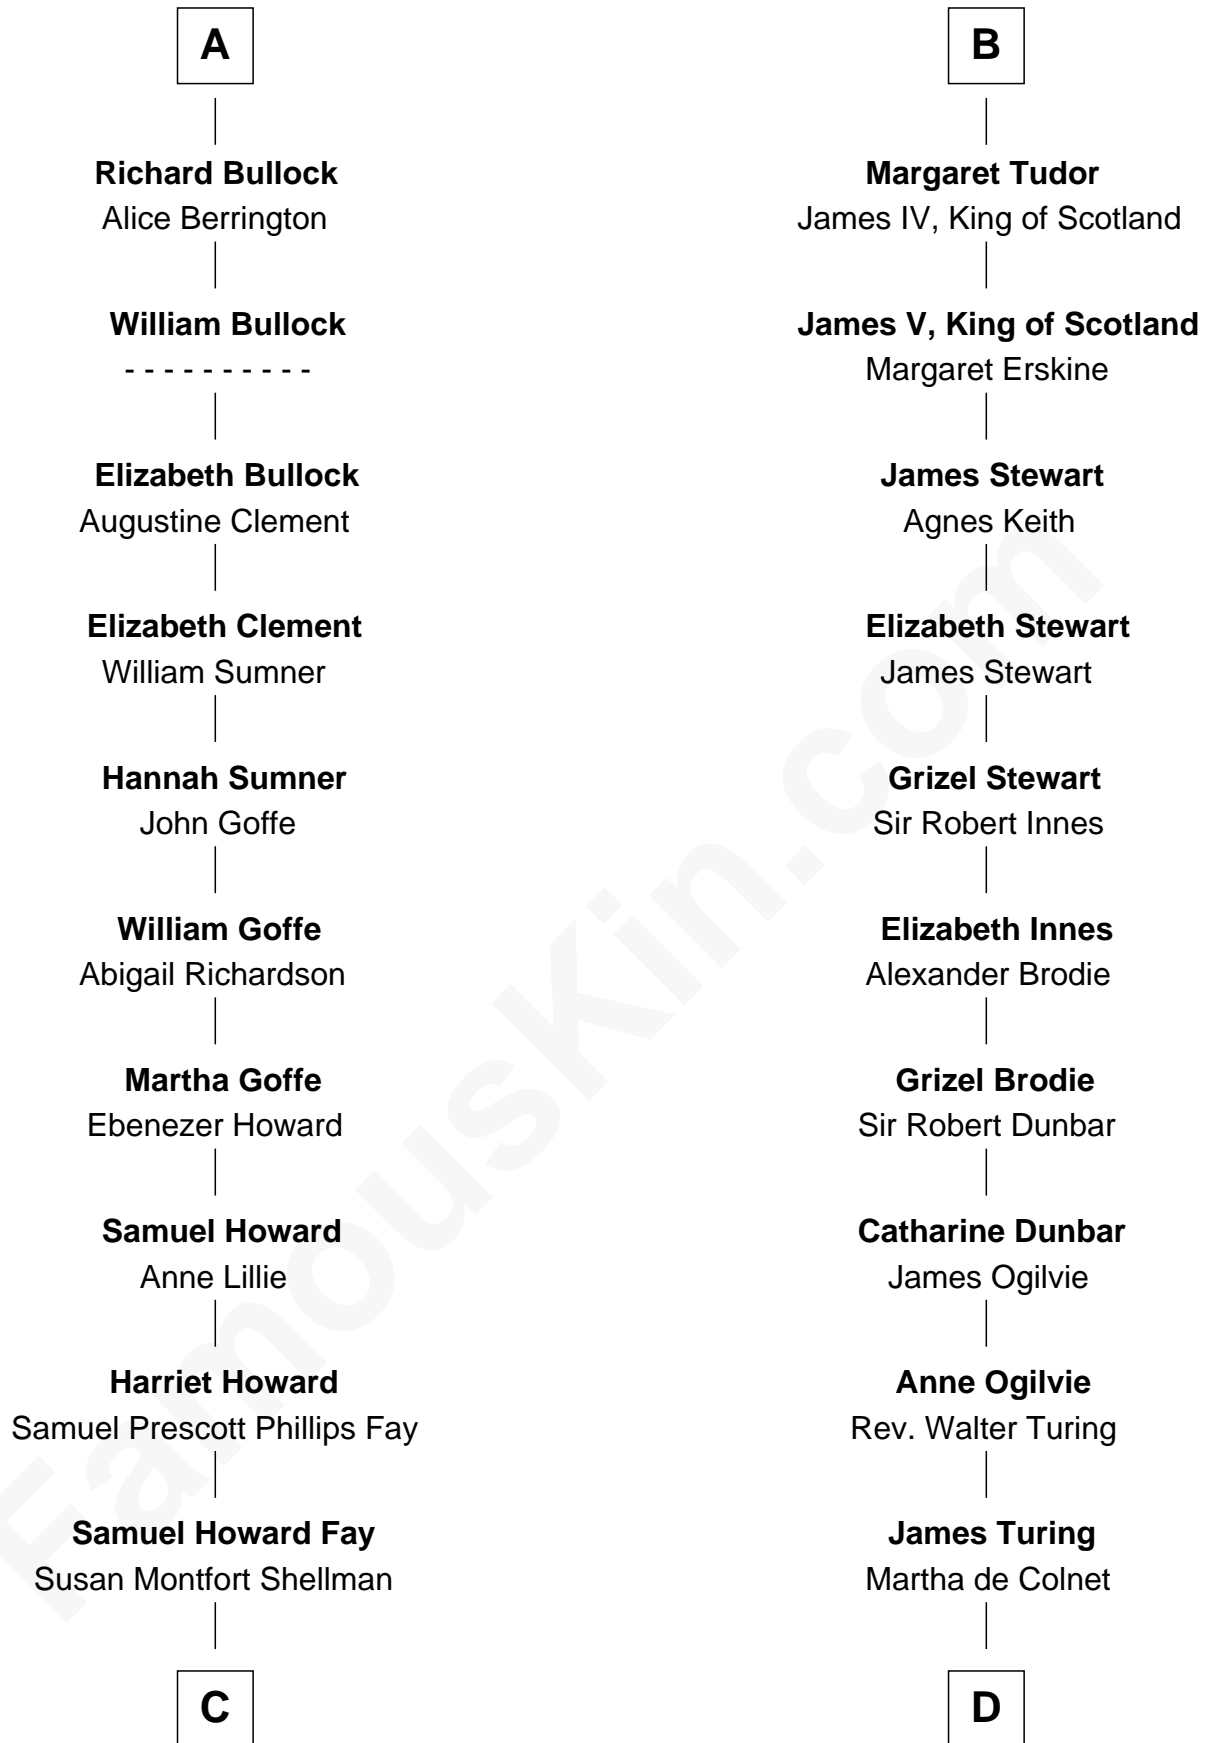 A
Richard Bullock
Alice Berrington
William Bullock
- - - - - - - - - -
Elizabeth Bullock
Augustine Clement
Elizabeth Clement
William Sumner
Hannah Sumner
John Goffe
William Goffe
Abigail Richardson
Martha Goffe
Ebenezer Howard
Samuel Howard
Anne Lillie
Harriet Howard
Samuel Prescott Phillips Fay
Samuel Howard Fay
Susan Montfort Shellman
C
B
Margaret Tudor
James IV, King of Scotland
James V, King of Scotland
Margaret Erskine
James Stewart
Agnes Keith
Elizabeth Stewart
James Stewart
Grizel Stewart
Sir Robert Innes
Elizabeth Innes
Alexander Brodie
Grizel Brodie
Sir Robert Dunbar
Catharine Dunbar
James Ogilvie
Anne Ogilvie
Rev. Walter Turing
James Turing
Martha de Colnet
D
FamousKin.com